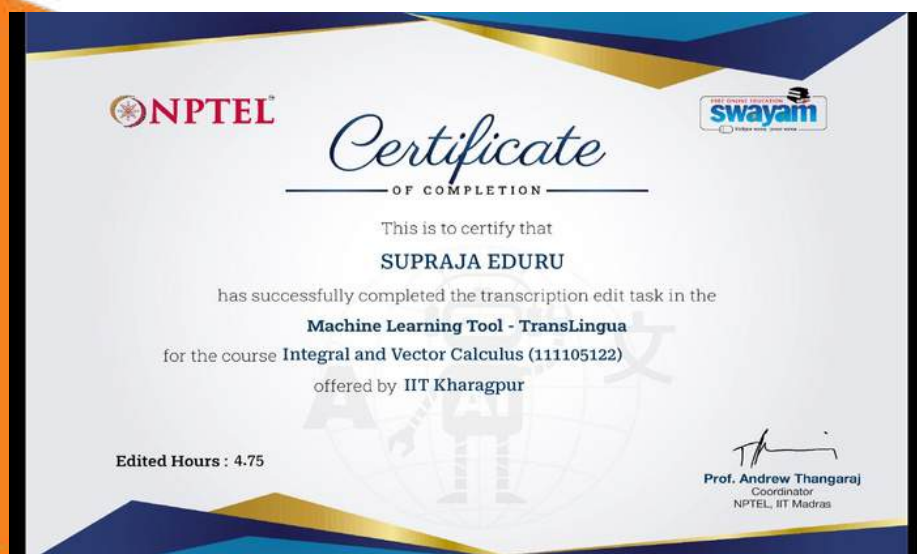 NPTEL
swayam
Certificate
OF COMPLETION
This is to certify that
SUPRAJA EDURU
has successfully completed the transcription edit task in the
Machine Learning Tool - TransLingua
for the course Integral and Vector Calculus (111105122)
offered by IIT Kharagpur
A
文
AI
Edited Hours : 4.75
Prof. Andrew Thangaraj
Coordinator
NPTEL, IIT Madras